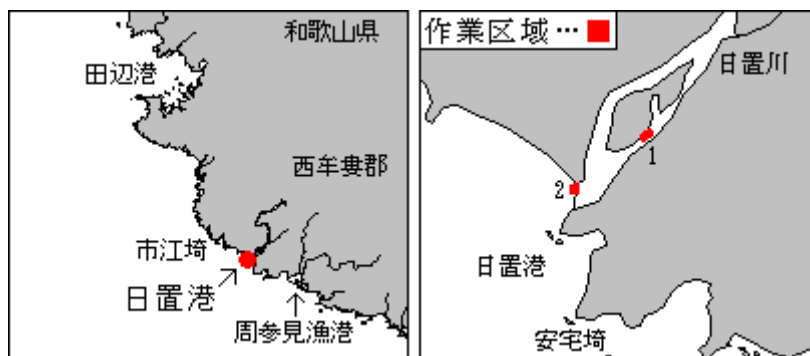 和歌山県
田辺港
西牟婁郡
市江埼
日置港
周参見漁港
作業区域…■
日置川
1
2
日置港
安宅埼